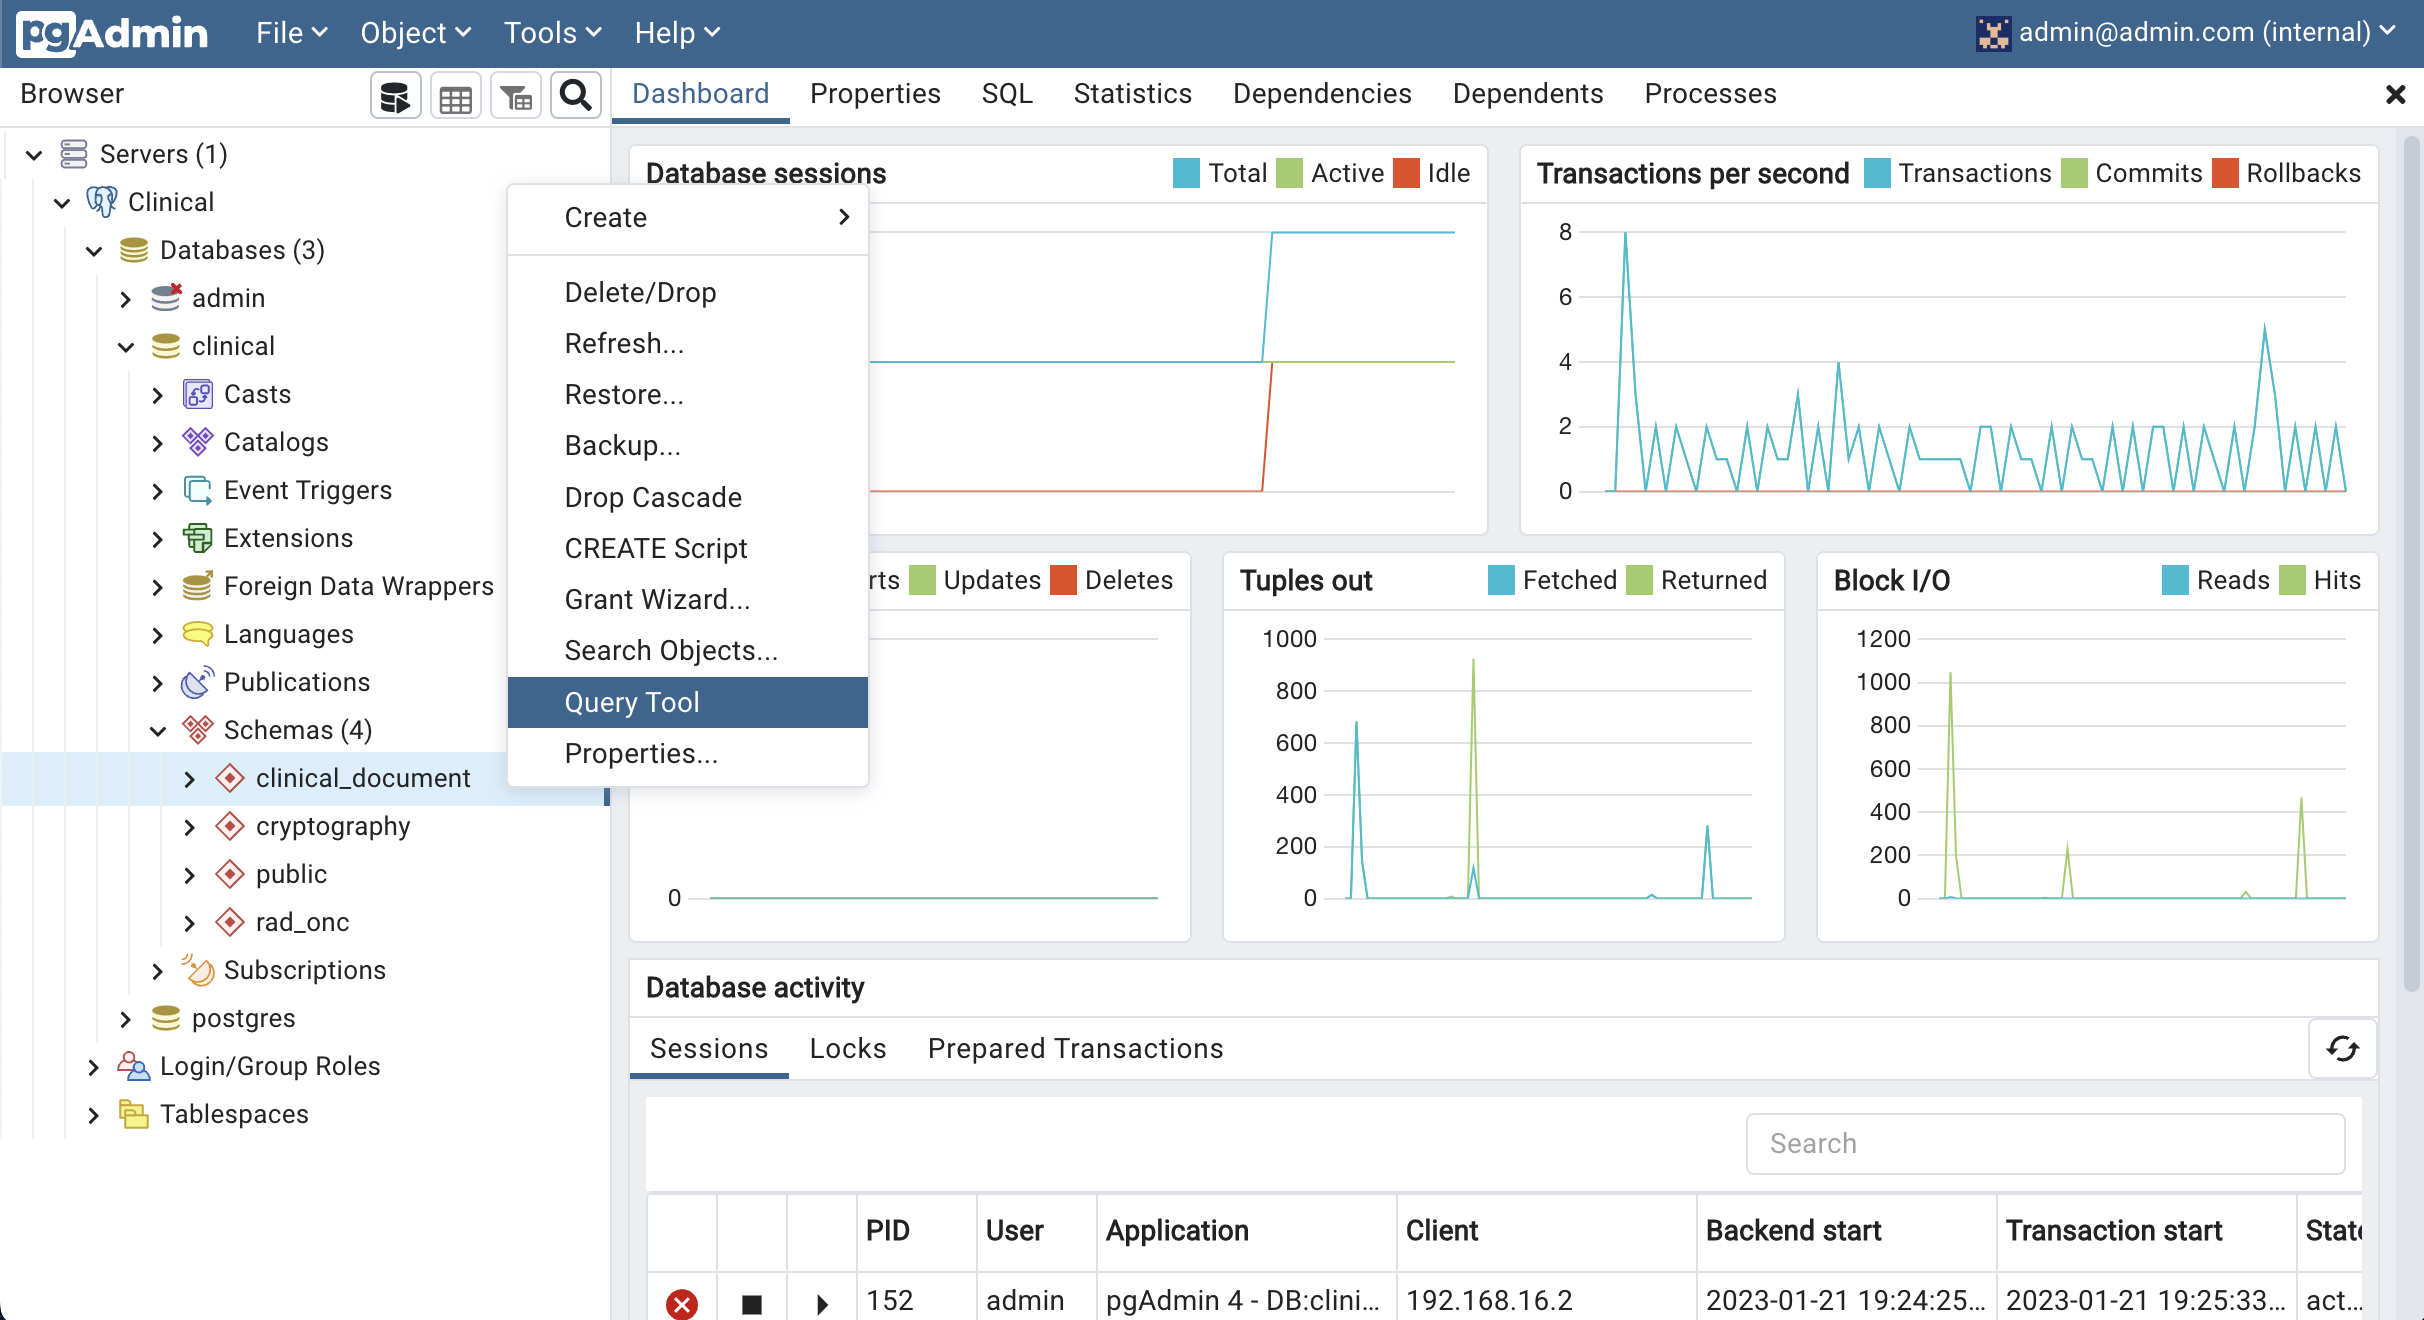 pgAdmin File Object Tools Help admin@admin.com (internal)
Browser
Dashboard Properties SQL Statistics Dependencies Dependents Processes
Servers (1)
Clinical
Databases (3)
admin
clinical
Casts
Catalogs
Event Triggers
Extensions
Foreign Data Wrappers
Languages
Publications
Schemas (4)
clinical_document
cryptography
public
rad_onc
Subscriptions
postgres
Login/Group Roles
Tablespaces
Create
Delete/Drop
Refresh...
Restore...
Backup...
Drop Cascade
CREATE Script
Grant Wizard...
Search Objects...
Query Tool
Properties...
Database sessions Total Active Idle
Transactions per second Transactions Commits Rollbacks
8
6
4
2
0
rts Updates Deletes
0
Tuples out Fetched Returned
1000
800
600
400
200
0
Block I/O Reads Hits
1200
1000
800
600
400
200
0
Database activity
Sessions Locks Prepared Transactions
Search
PID User Application Client Backend start Transaction start State
152 admin pgAdmin 4 - DB:clini... 192.168.16.2 2023-01-21 19:24:25... 2023-01-21 19:25:33... act...